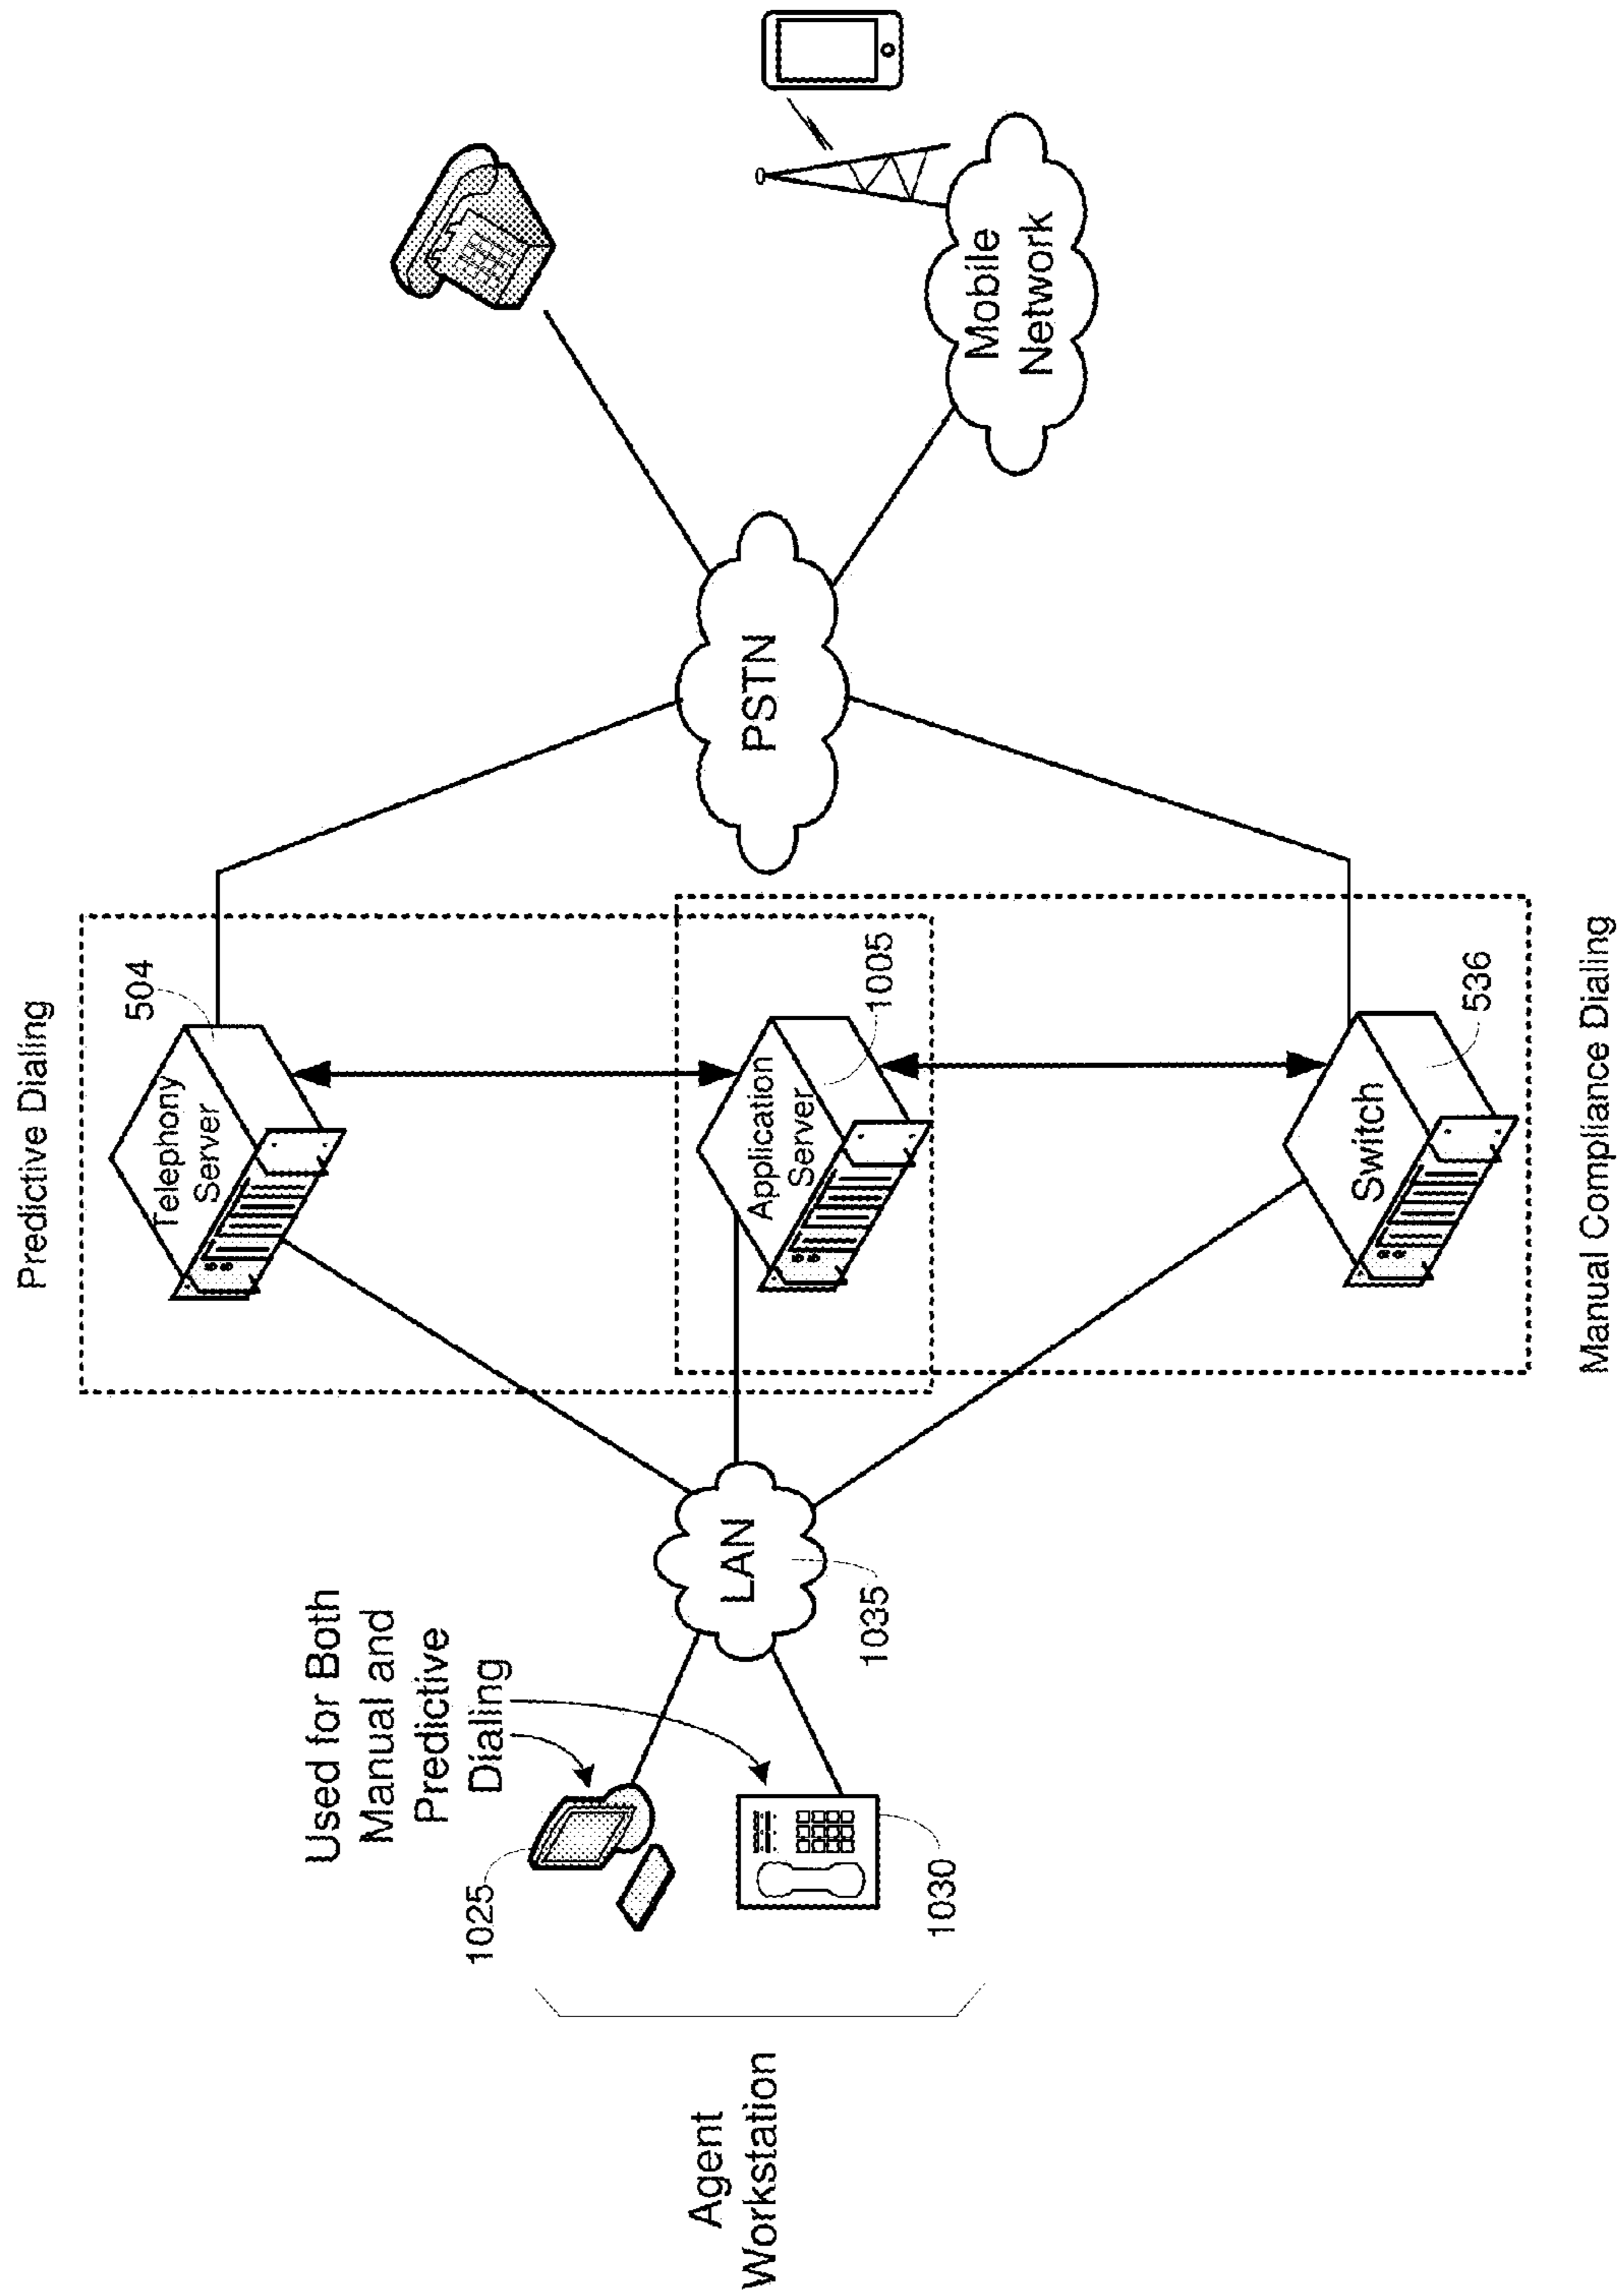 Predictive Dialing
504
Telephony
Server
Used for Both
Manual and
Predictive
Dialing
1025
Agent
Workstation
1030
LAN
1035
Application
Server
1005
PSTN
Mobile
Network
Switch
536
Manual Compliance Dialing